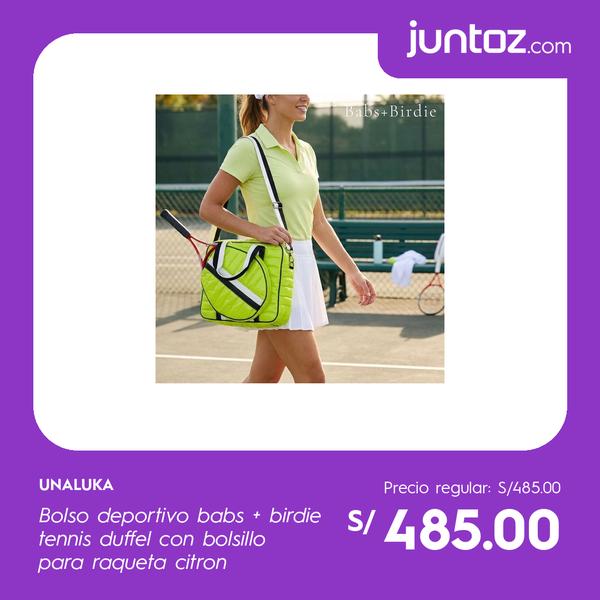 juntoz.com
Babs+Birdie
UNALUKA
Bolso deportivo babs + birdie
tennis duffel con bolsillo
para raqueta citron
Precio regular: S/485.00
S/ 485.00